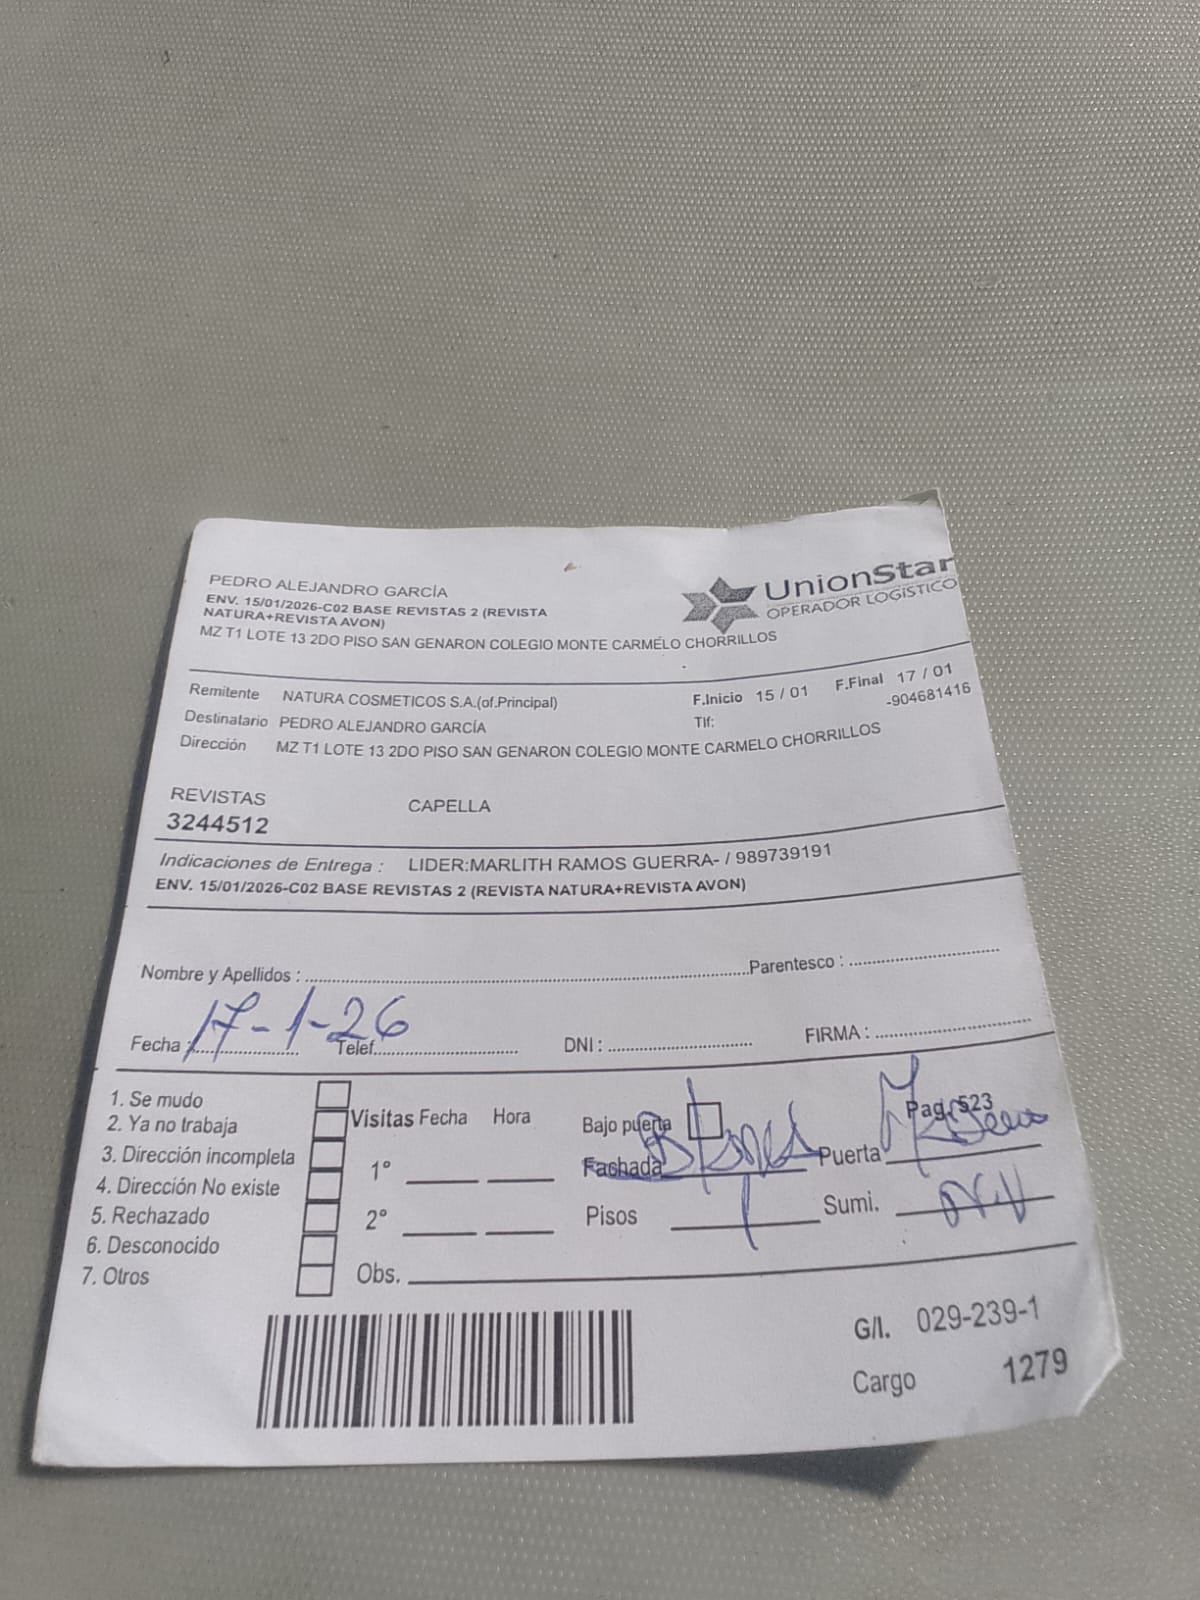 PEDRO ALEJANDRO GARCÍA
ENV. 15/01/2026-C02 BASE REVISTAS 2 (REVISTA
NATURA+REVISTA AVON)
MZ T1 LOTE 13 2DO PISO SAN GENARON COLEGIO MONTE CARMELO CHORRILLOS
UnionStar
OPERADOR LOGÍSTICO
Remitente NATURA COSMETICOS S.A.(of.Principal) F.Inicio 15 / 01 F.Final 17 / 01
Destinatario PEDRO ALEJANDRO GARCÍA Tlf: -904681416
Dirección MZ T1 LOTE 13 2DO PISO SAN GENARON COLEGIO MONTE CARMELO CHORRILLOS
REVISTAS CAPELLA
3244512
Indicaciones de Entrega : LIDER:MARLITH RAMOS GUERRA- / 989739191
ENV. 15/01/2026-C02 BASE REVISTAS 2 (REVISTA NATURA+REVISTA AVON)
Nombre y Apellidos : Parentesco :
Fecha : 17-1-26 Telef. DNI : FIRMA :
1. Se mudo
2. Ya no trabaja
3. Dirección incompleta
4. Dirección No existe
5. Rechazado
6. Desconocido
7. Otros
Visitas Fecha Hora
1°
2°
Obs.
Bajo puerta Pag. 523
Fachada Puerta
Pisos 1 Sumi.
G/I. 029-239-1
Cargo 1279